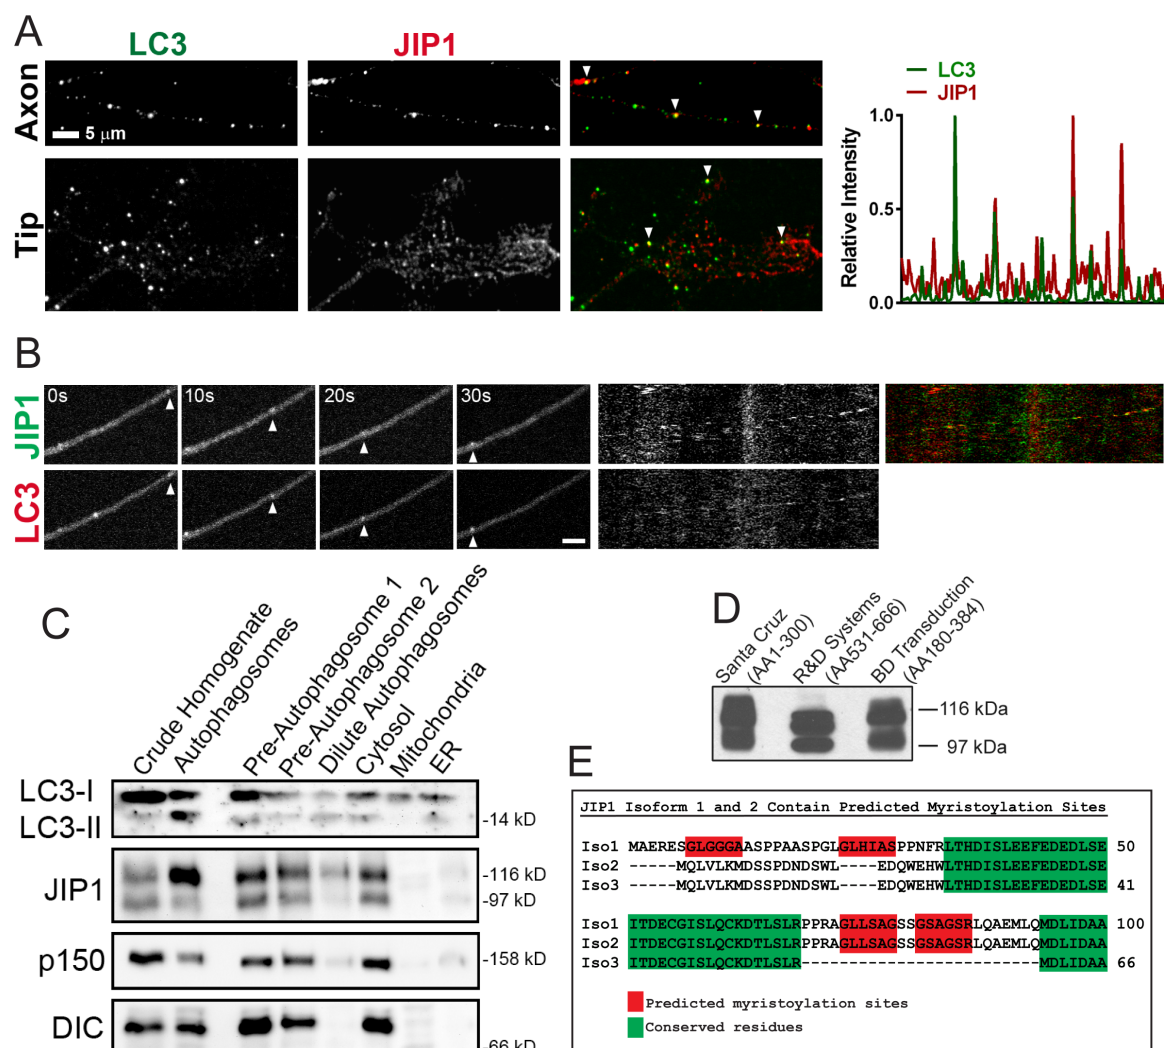 A
LC3
JIP1
Axon
5 μm
Tip
LC3
JIP1
Relative Intensity
1.0
0.5
0.0
B
JIP1
0s
10s
20s
30s
LC3
C
Crude Homogenate
Autophagosomes
Pre-Autophagosome 1
Pre-Autophagosome 2
Dilute Autophagosomes
Cytosol
Mitochondria
ER
LC3-I
LC3-II
-14 kD
JIP1
-116 kD
-97 kD
p150
-158 kD
DIC
-66 kD
D
Santa Cruz
(AA1-300)
R&D Systems
(AA531-666)
BD Transduction
(AA180-384)
116 kDa
97 kDa
E
JIP1 Isoform 1 and 2 Contain Predicted Myristoylation Sites
Iso1 MAERESGLGGGAAASPPAASPGLGLHIASPPNFRLTHDISLEEFEDEDLSE 50
Iso2 -----MQLVLKMDSSPDNDSWL----EDQWEHWLTHDISLEEFEDEDLSE
Iso3 -----MQLVLKMDSSPDNDSWL----EDQWEHWLTHDISLEEFEDEDLSE 41
Iso1 ITDECGISLQCKDTLSLRPPRAGLLSAGSSGSAGSRLQAEMLQMDLIDAA 100
Iso2 ITDECGISLQCKDTLSLRPPRAGLLSAGSSGSAGSRLQAEMLQMDLIDAA
Iso3 ITDECGISLQCKDTLSLR-------------------------MDLIDAA 66
Predicted myristoylation sites
Conserved residues